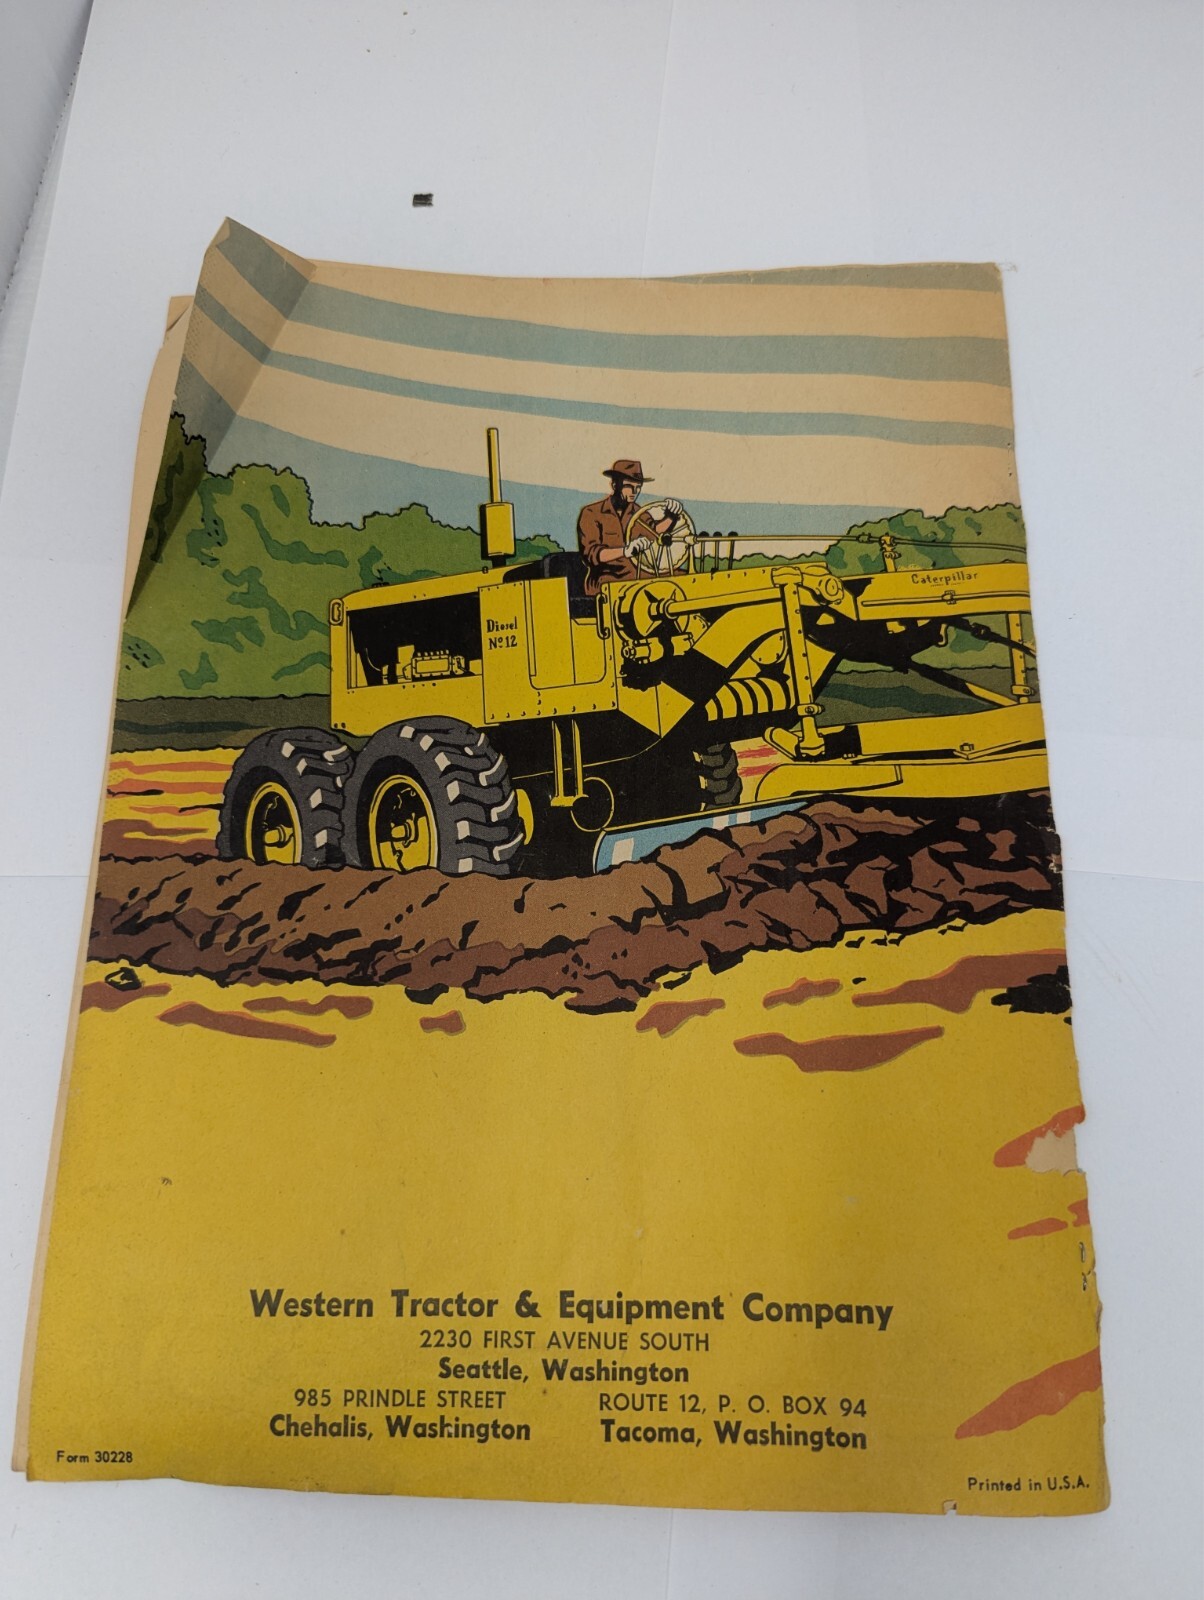 Diesel
No 12
Caterpillar
Western Tractor & Equipment Company
2230 FIRST AVENUE SOUTH
Seattle, Washington
985 PRINDLE STREET
Chehalis, Washington
ROUTE 12, P. O. BOX 94
Tacoma, Washington
Form 30228
Printed in U.S.A.